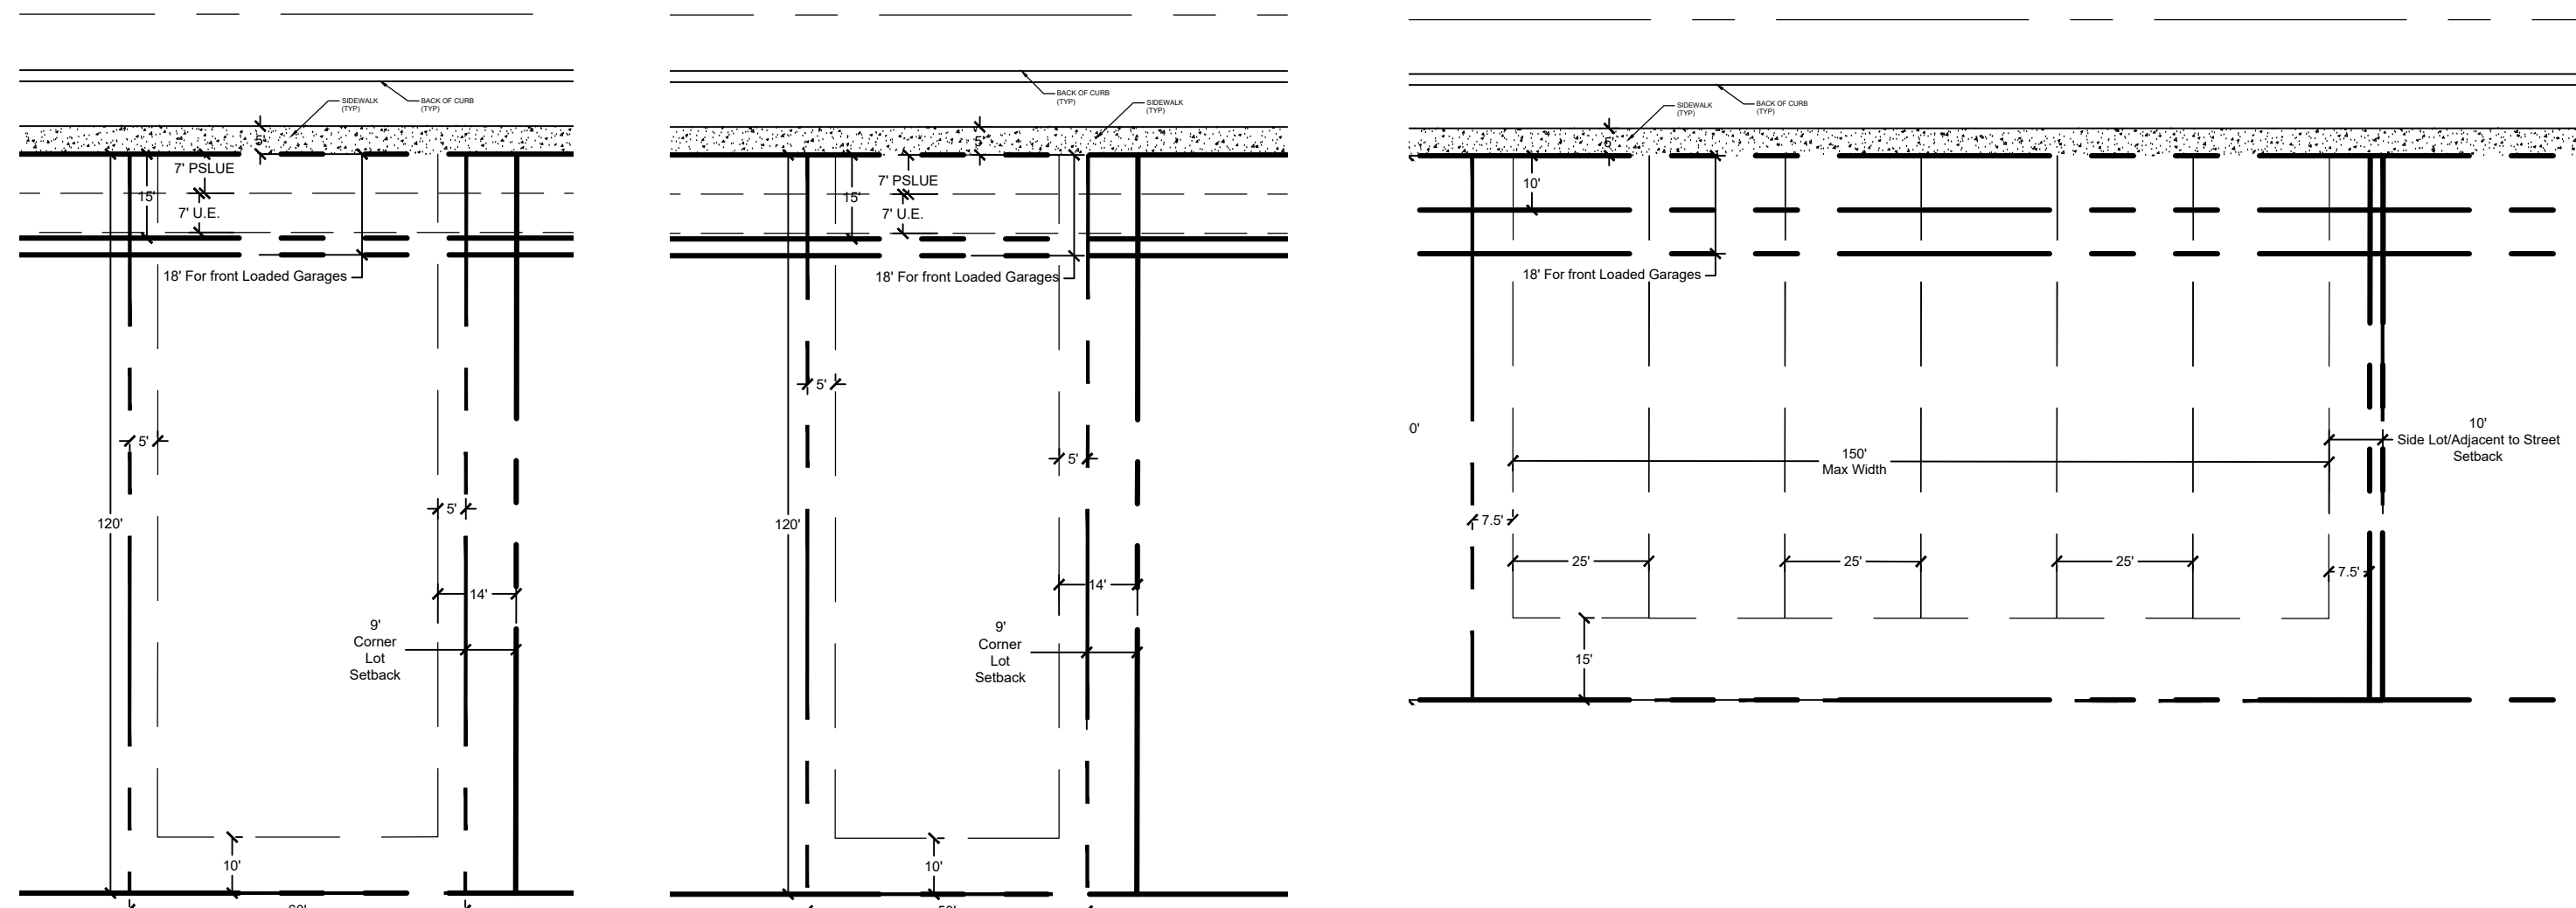 SIDEWALK
(TYP)
BACK OF CURB
(TYP)
5'
7' PSLUE
15'
7' U.E.
18' For front Loaded Garages
5'
5'
120'
14'
9'
Corner
Lot
Setback
10'
BACK OF CURB
(TYP)
SIDEWALK
(TYP)
5'
7' PSLUE
15'
7' U.E.
18' For front Loaded Garages
5'
5'
120'
14'
9'
Corner
Lot
Setback
10'
SIDEWALK
(TYP)
BACK OF CURB
(TYP)
5'
10'
18' For front Loaded Garages
0'
10'
Side Lot/Adjacent to Street
Setback
150'
Max Width
7.5'
25'
25'
25'
7.5'
15'